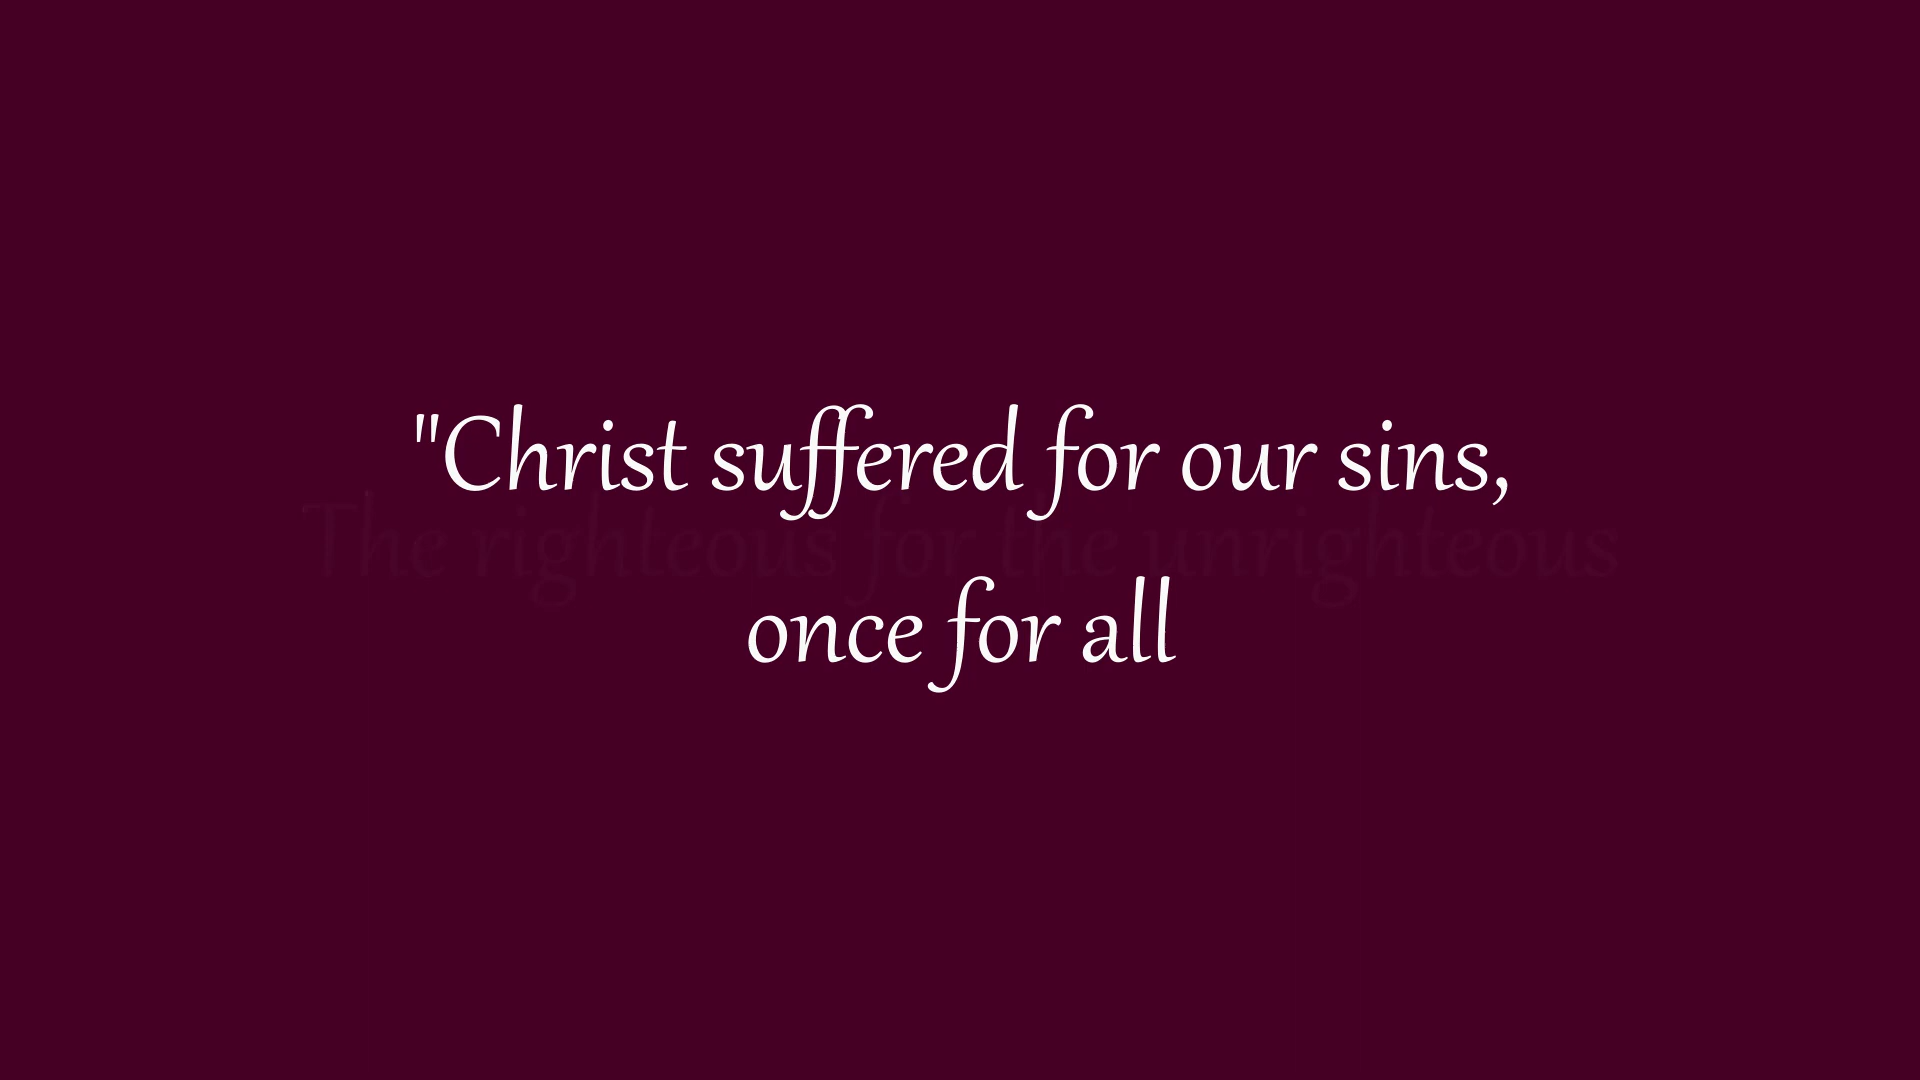 "Christ suffered for our sins,
The righteous for the unrighteous
once for all